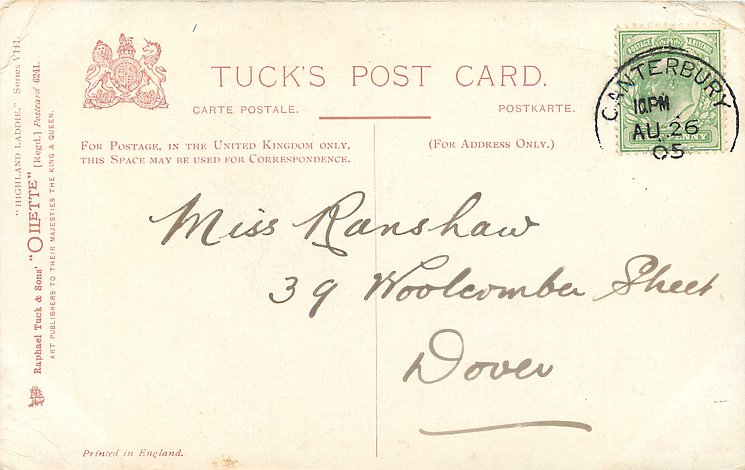 "HIGHLAND LADDIE." Series VIII.
Raphael Tuck & Sons' "OILETTE" [Regd.] Postcard 6241.
ART PUBLISHERS TO THEIR MAJESTIES THE KING & QUEEN.
TUCK'S POST CARD.
CARTE POSTALE.
POSTKARTE.
FOR POSTAGE, IN THE UNITED KINGDOM ONLY,
THIS SPACE MAY BE USED FOR CORRESPONDENCE.
(FOR ADDRESS ONLY.)
POSTAGE
CANTERBURY
10.PM
AU 26
05
PENNY
Miss Ranshaw
39 Woolcomber Street
Dover
Printed in England.